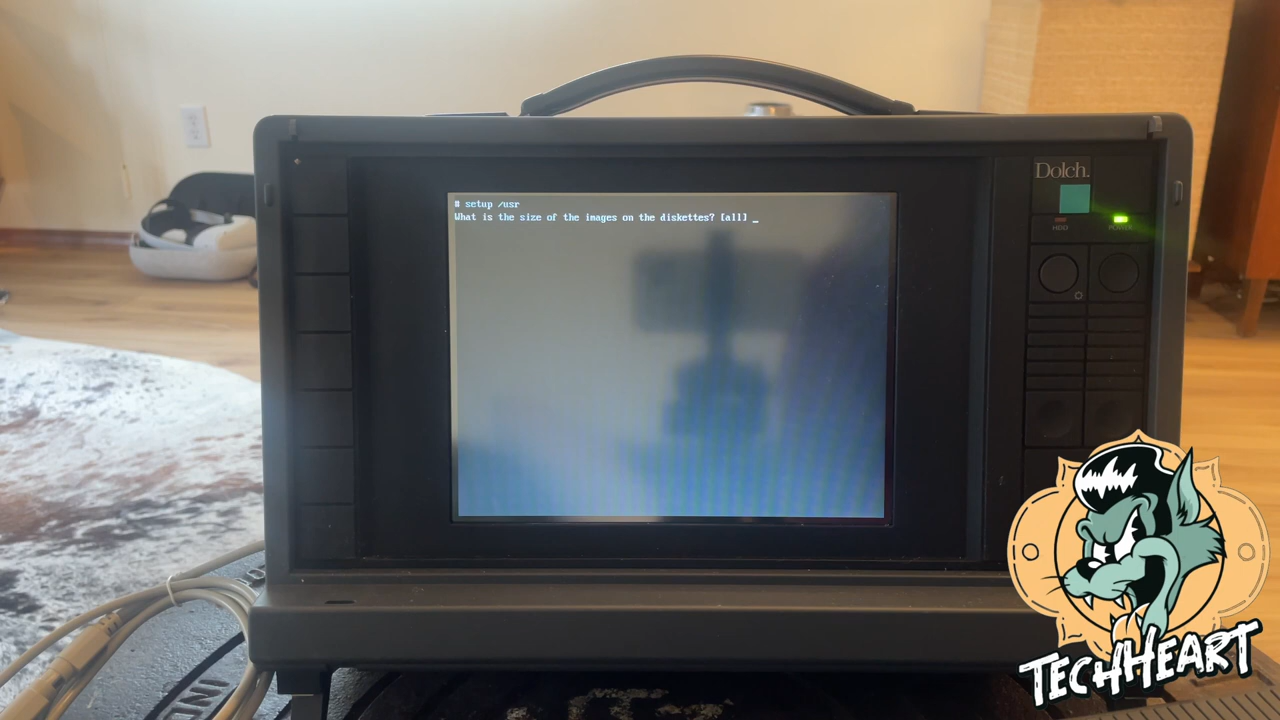 # setup /usr
What is the size of the images on the diskettes? [all] _
Dolch.
HDD
POWER
TECHHEART